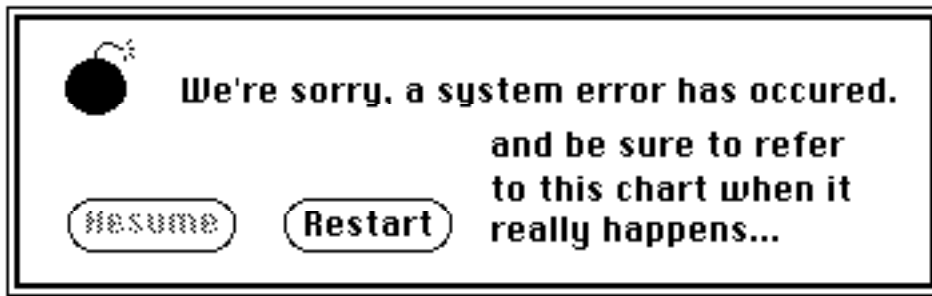 We're sorry, a system error has occured.
and be sure to refer
to this chart when it
really happens...
Resume
Restart